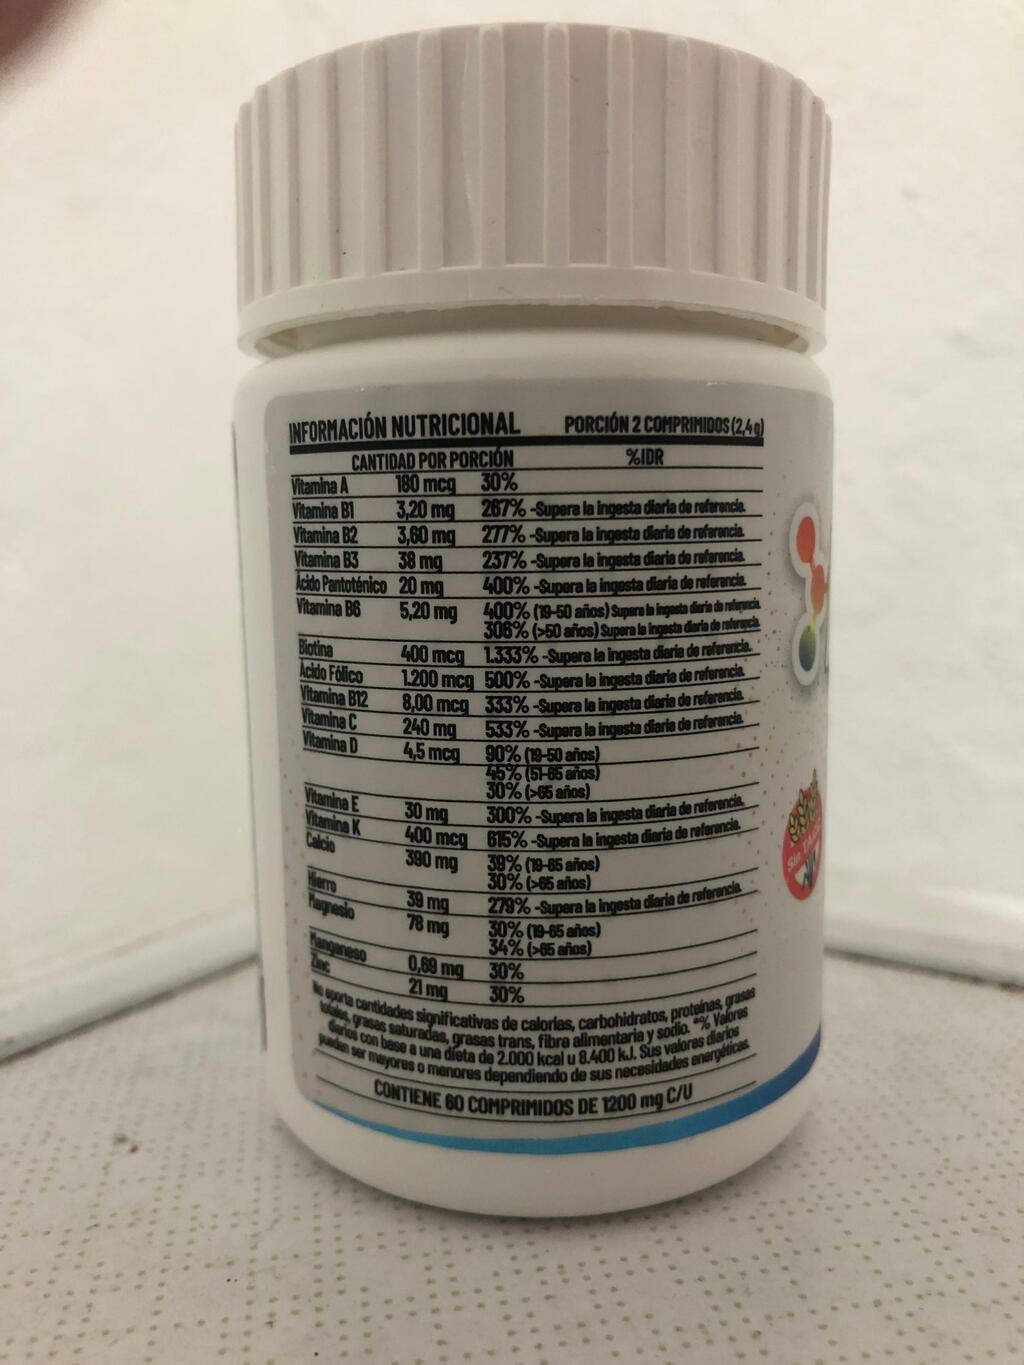 INFORMACIÓN NUTRICIONAL PORCIÓN 2 COMPRIMIDOS (2,4 g)
CANTIDAD POR PORCIÓN %IDR
Vitamina A 180 mcg 30%
Vitamina B1 3,20 mg 267% -Supera la ingesta diaria de referencia.
Vitamina B2 3,60 mg 277% -Supera la ingesta diaria de referencia.
Vitamina B3 38 mg 237% -Supera la ingesta diaria de referencia.
Ácido Pantoténico 20 mg 400% -Supera la ingesta diaria de referencia.
Vitamina B6 5,20 mg 400% (19-50 años) Supera la ingesta diaria de referencia.
306% (>50 años) Supera la ingesta diaria de referencia.
Biotina 400 mcg 1.333% -Supera la ingesta diaria de referencia.
Ácido Fólico 1.200 mcg 500% -Supera la ingesta diaria de referencia.
Vitamina B12 8,00 mcg 333% -Supera la ingesta diaria de referencia.
Vitamina C 240 mg 533% -Supera la ingesta diaria de referencia.
Vitamina D 4,5 mcg 90% (19-50 años)
45% (51-65 años)
30% (>65 años)
Vitamina E 30 mg 300% -Supera la ingesta diaria de referencia.
Vitamina K 400 mcg 615% -Supera la ingesta diaria de referencia.
Calcio 390 mg 39% (19-65 años)
30% (>65 años)
Hierro 39 mg 279% -Supera la ingesta diaria de referencia.
Magnesio 78 mg 30% (19-65 años)
34% (>65 años)
Manganeso 0,69 mg 30%
Zinc 21 mg 30%
No aporta cantidades significativas de calorías, carbohidratos, proteínas, grasas
totales, grasas saturadas, grasas trans, fibra alimentaria y sodio. *% Valores
diarios con base a una dieta de 2.000 kcal u 8.400 kJ. Sus valores diarios
pueden ser mayores o menores dependiendo de sus necesidades energéticas.
CONTIENE 60 COMPRIMIDOS DE 1200 mg C/U
Sin TACC